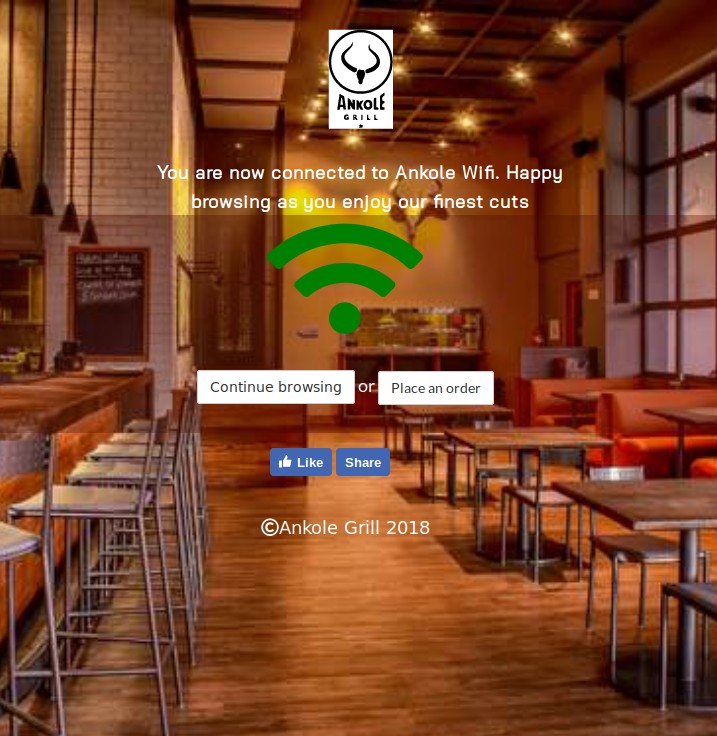 ANKOLE
GRILL
You are now connected to Ankole Wifi. Happy
browsing as you enjoy our finest cuts
Continue browsing or Place an order
Like Share
©Ankole Grill 2018